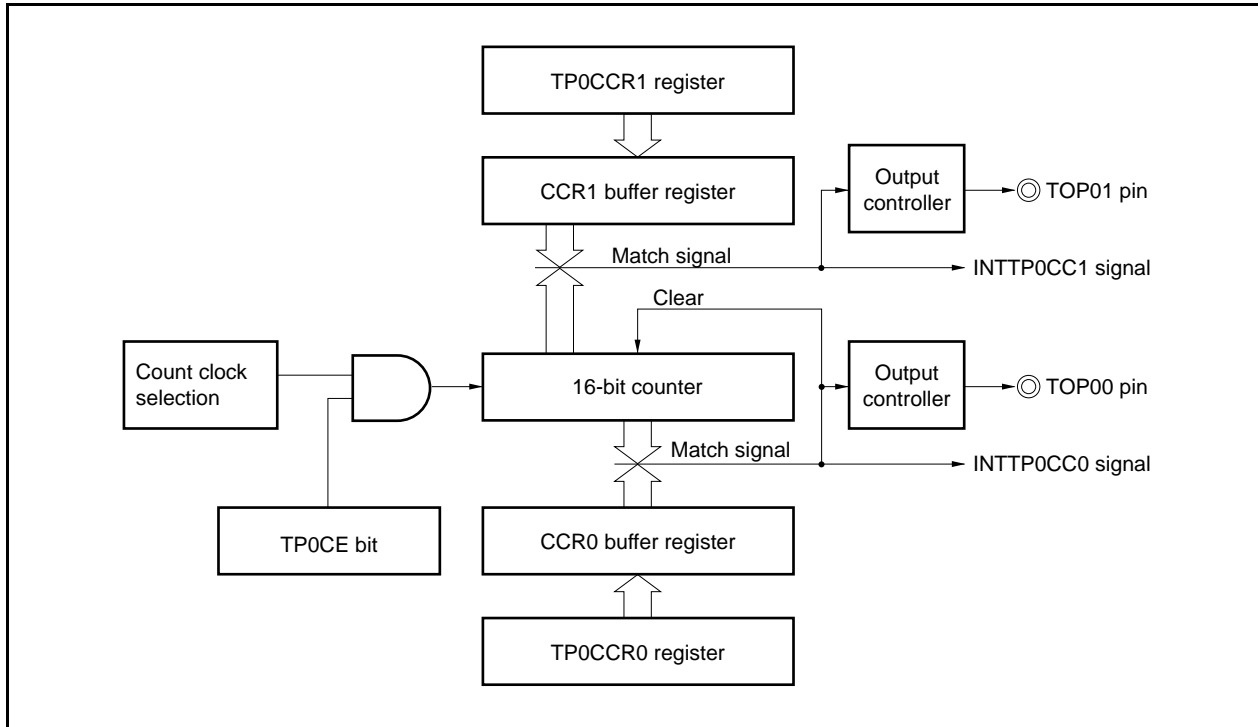 TP0CCR1 register
CCR1 buffer register
Output
controller
TOP01 pin
Match signal
INTTP0CC1 signal
Clear
Count clock
selection
16-bit counter
Output
controller
TOP00 pin
Match signal
INTTP0CC0 signal
TP0CE bit
CCR0 buffer register
TP0CCR0 register